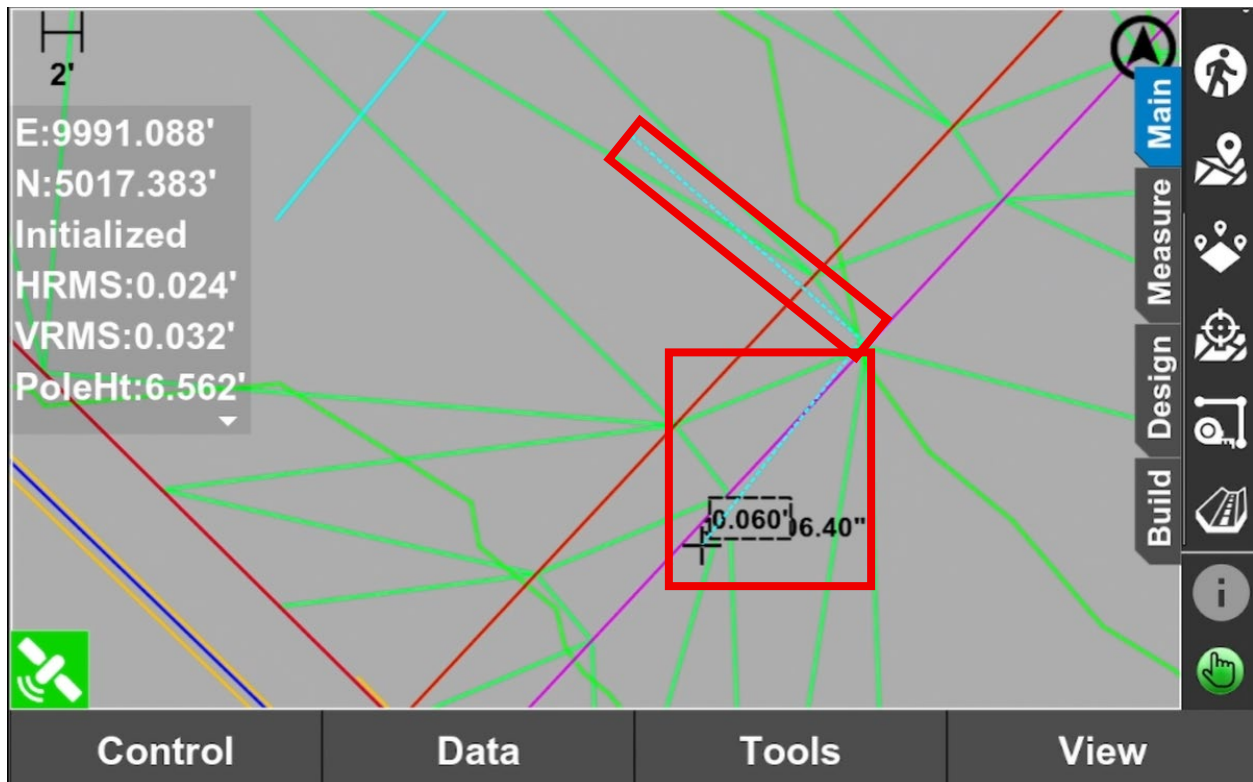 2'
E:9991.088'
N:5017.383'
Initialized
HRMS:0.024'
VRMS:0.032'
PoleHt:6.562'
0.060'
06.40"
Main
Measure
Design
Build
Control
Data
Tools
View